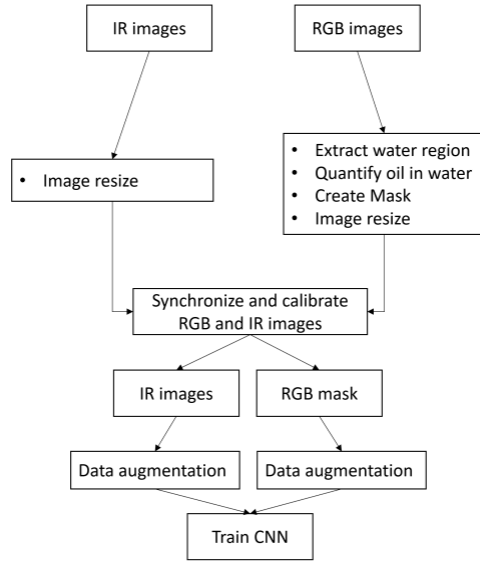 IR images
RGB images
• Image resize
• Extract water region
• Quantify oil in water
• Create Mask
• Image resize
Synchronize and calibrate
RGB and IR images
IR images
RGB mask
Data augmentation
Data augmentation
Train CNN